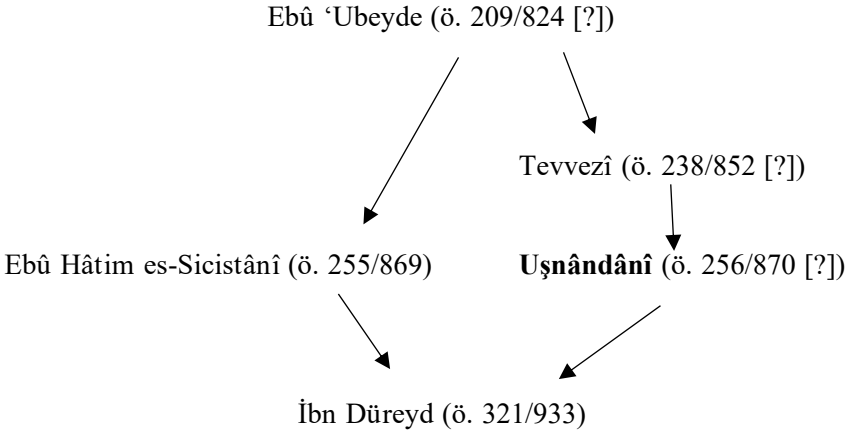 Ebû ‘Ubeyde (ö. 209/824 [?])
Tevvezî (ö. 238/852 [?])
Ebû Hâtim es-Sicistânî (ö. 255/869)
Uşnândânî (ö. 256/870 [?])
İbn Düreyd (ö. 321/933)